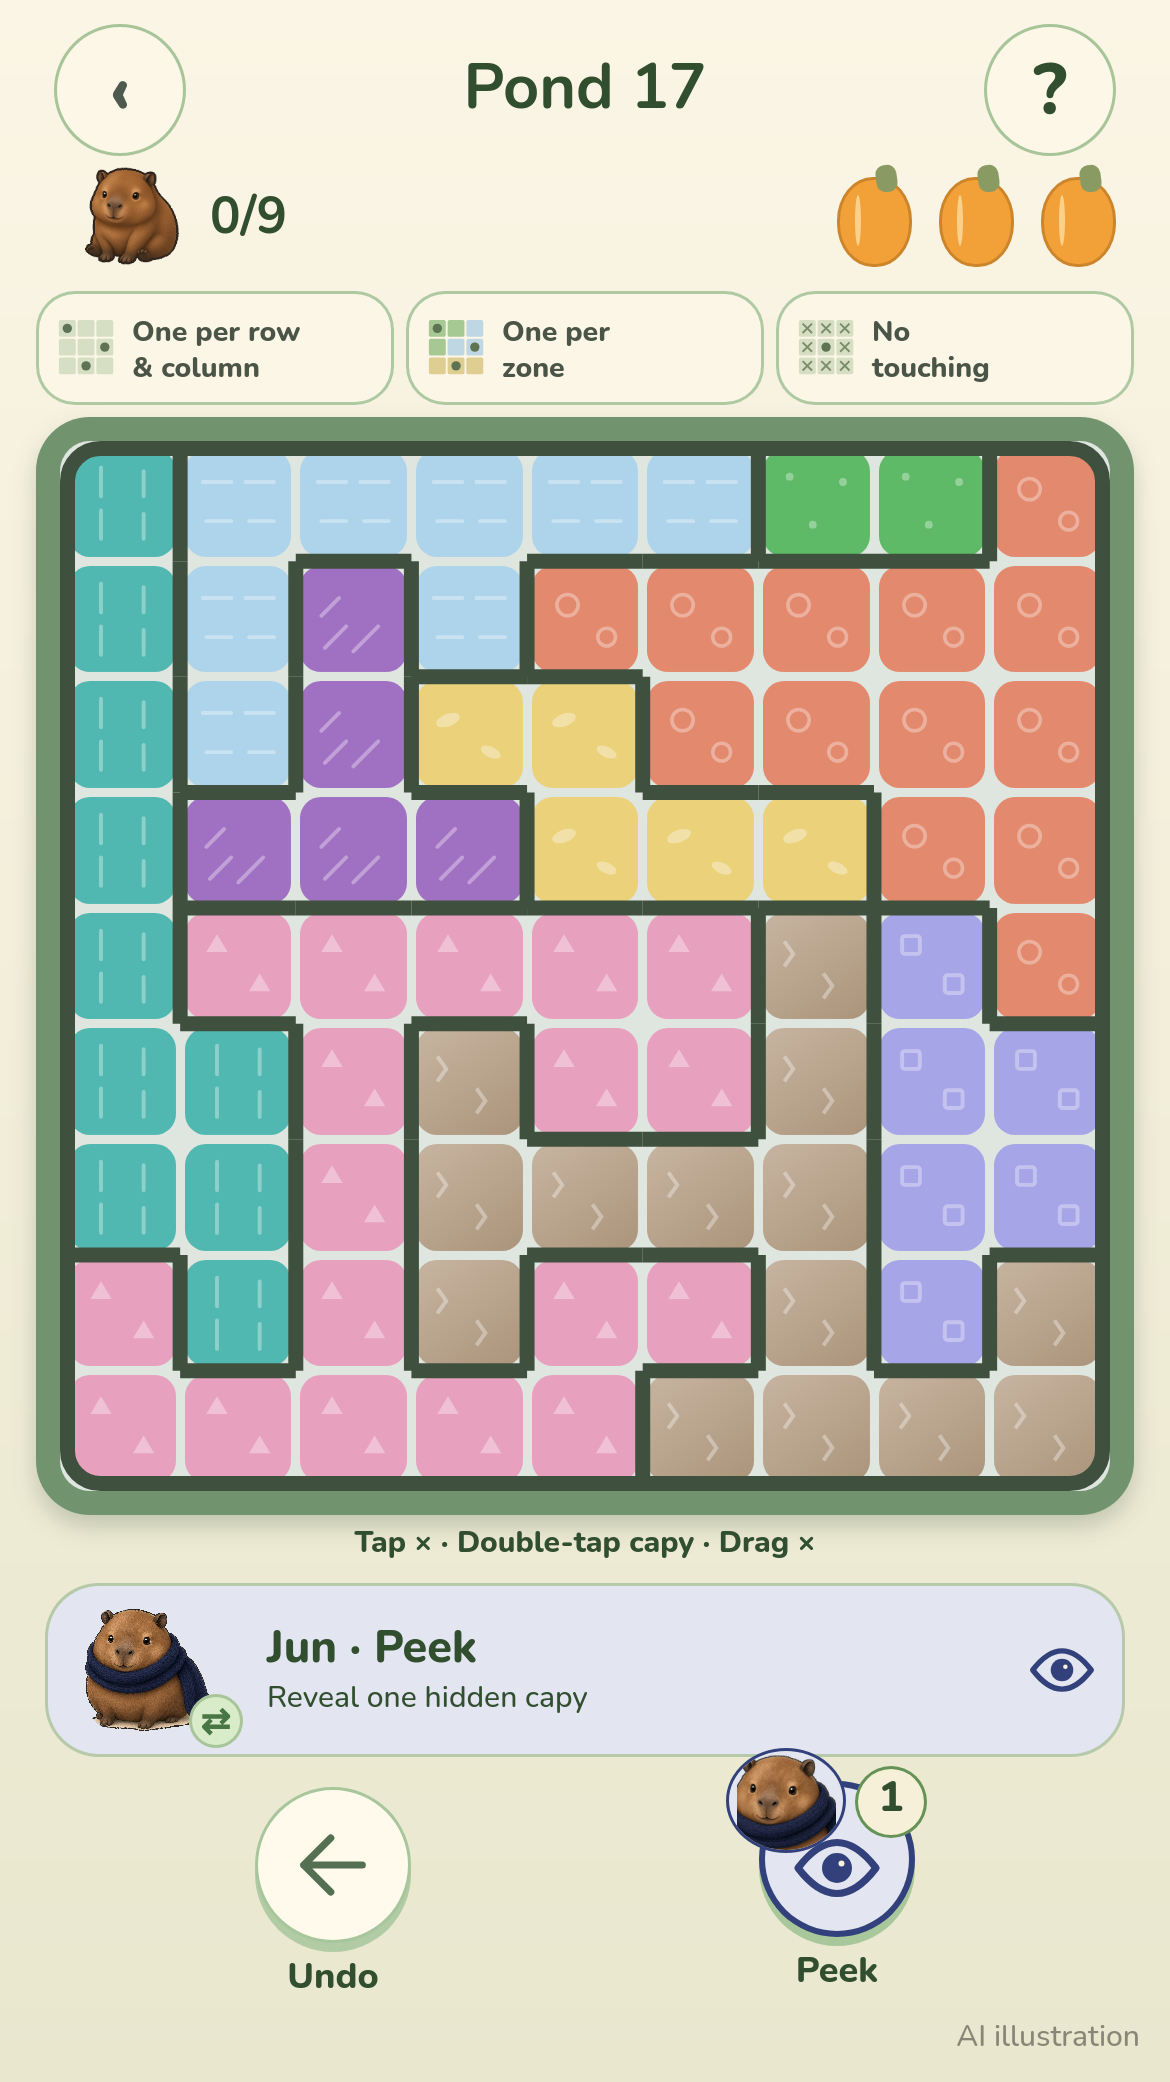 ‹
Pond 17
?
0/9
One per row
& column
One per
zone
No
touching
Tap × · Double-tap capy · Drag ×
Jun · Peek
Reveal one hidden capy
1
Undo
Peek
AI illustration